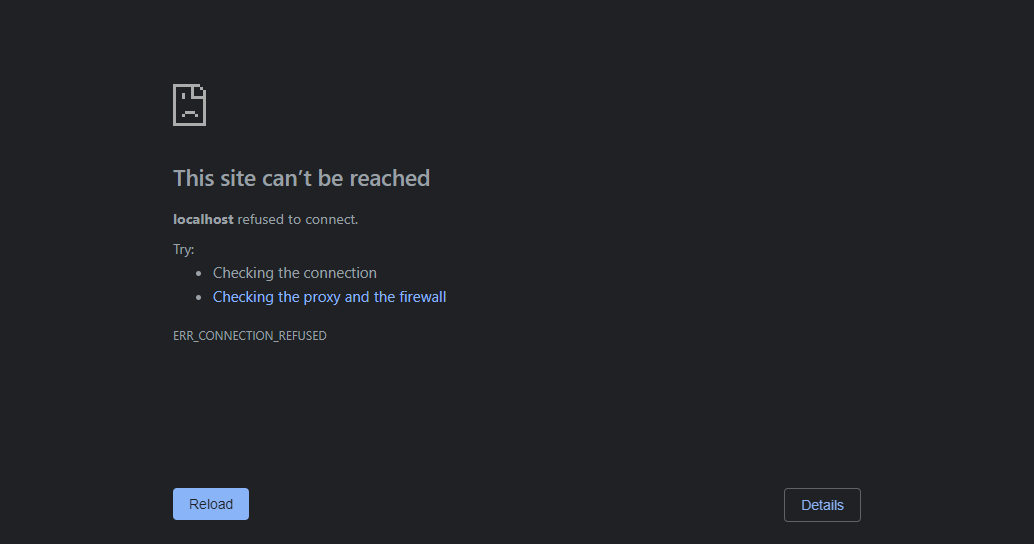 This site can’t be reached
localhost refused to connect.
Try:
• Checking the connection
• Checking the proxy and the firewall
ERR_CONNECTION_REFUSED
Reload
Details